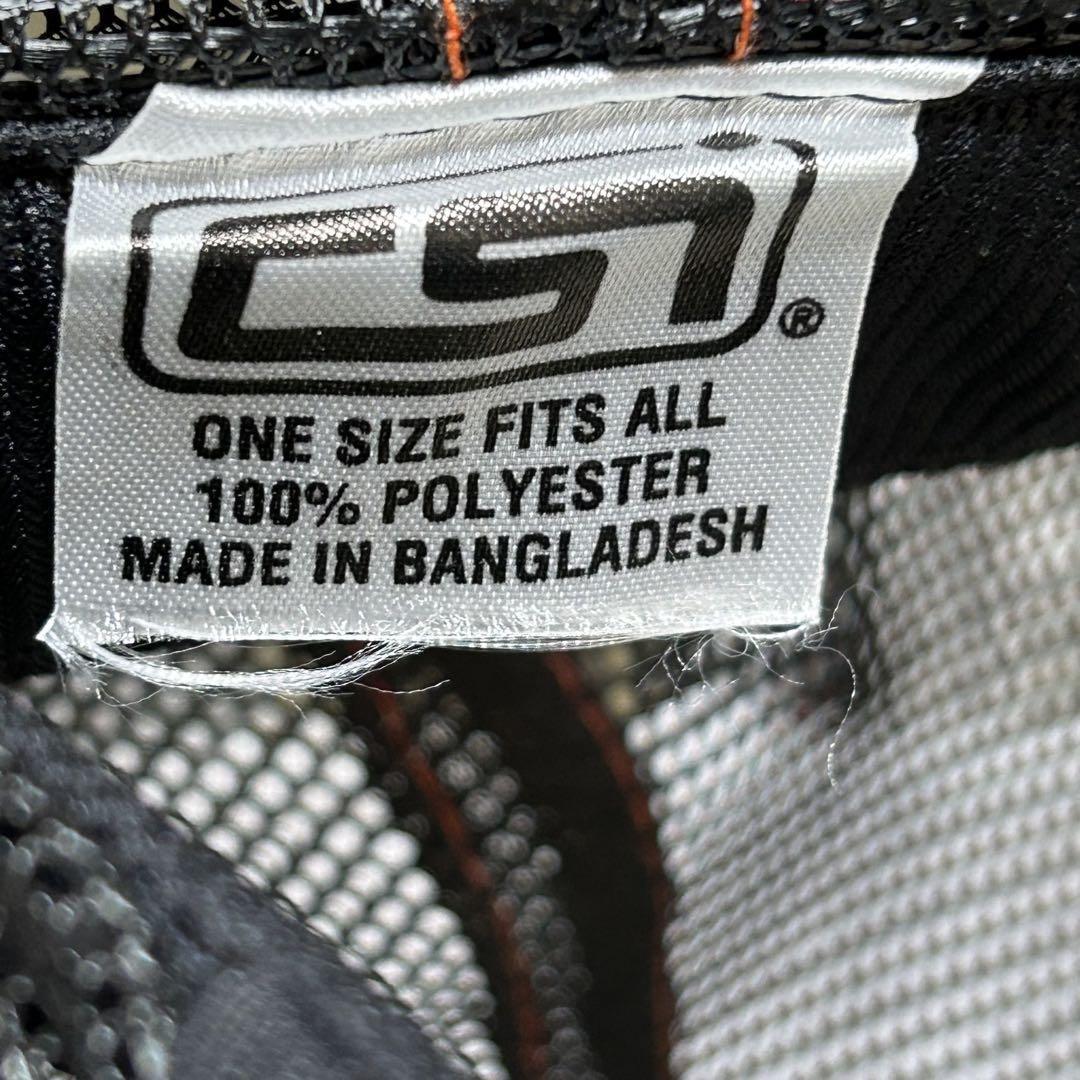 CSI®
ONE SIZE FITS ALL
100% POLYESTER
MADE IN BANGLADESH